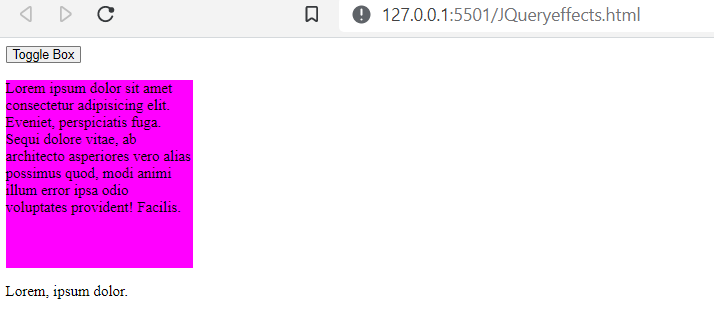 127.0.0.1:5501/JQueryeffects.html
Toggle Box
Lorem ipsum dolor sit amet
consectetur adipisicing elit.
Eveniet, perspiciatis fuga.
Sequi dolore vitae, ab
architecto asperiores vero alias
possimus quod, modi animi
illum error ipsa odio
voluptates provident! Facilis.
Lorem, ipsum dolor.